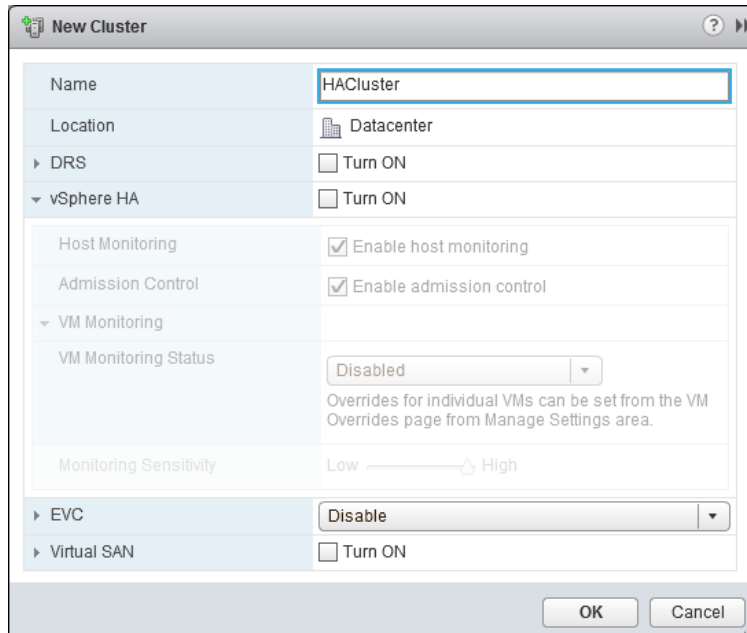 New Cluster
Name HACluster
Location Datacenter
DRS Turn ON
vSphere HA Turn ON
Host Monitoring Enable host monitoring
Admission Control Enable admission control
VM Monitoring
VM Monitoring Status Disabled
Overrides for individual VMs can be set from the VM
Overrides page from Manage Settings area.
Monitoring Sensitivity Low High
EVC Disable
Virtual SAN Turn ON
OK Cancel